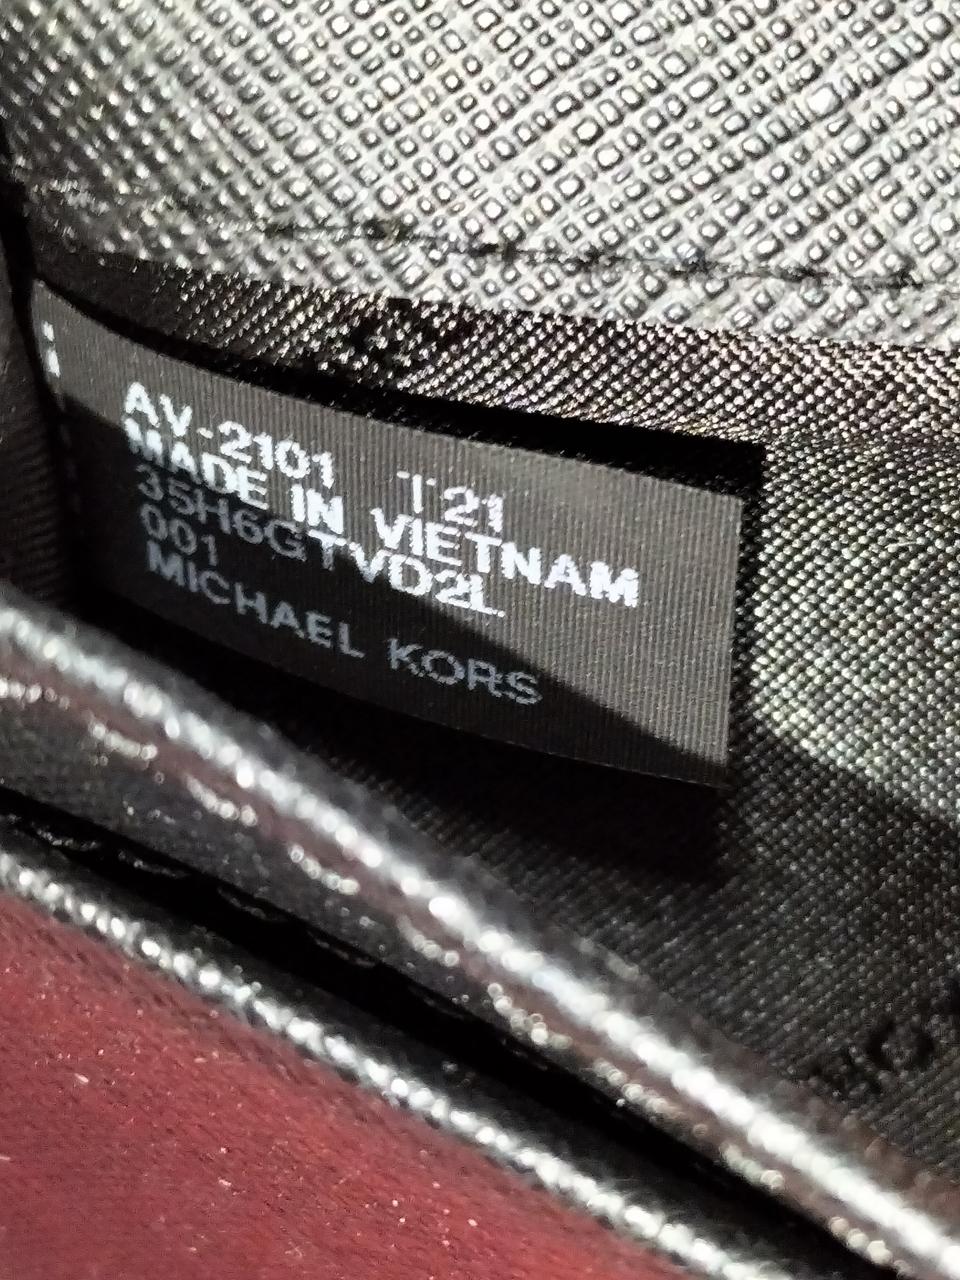 AV-2101 T21
MADE IN VIETNAM
35H6GTVD2L
001
MICHAEL KORS